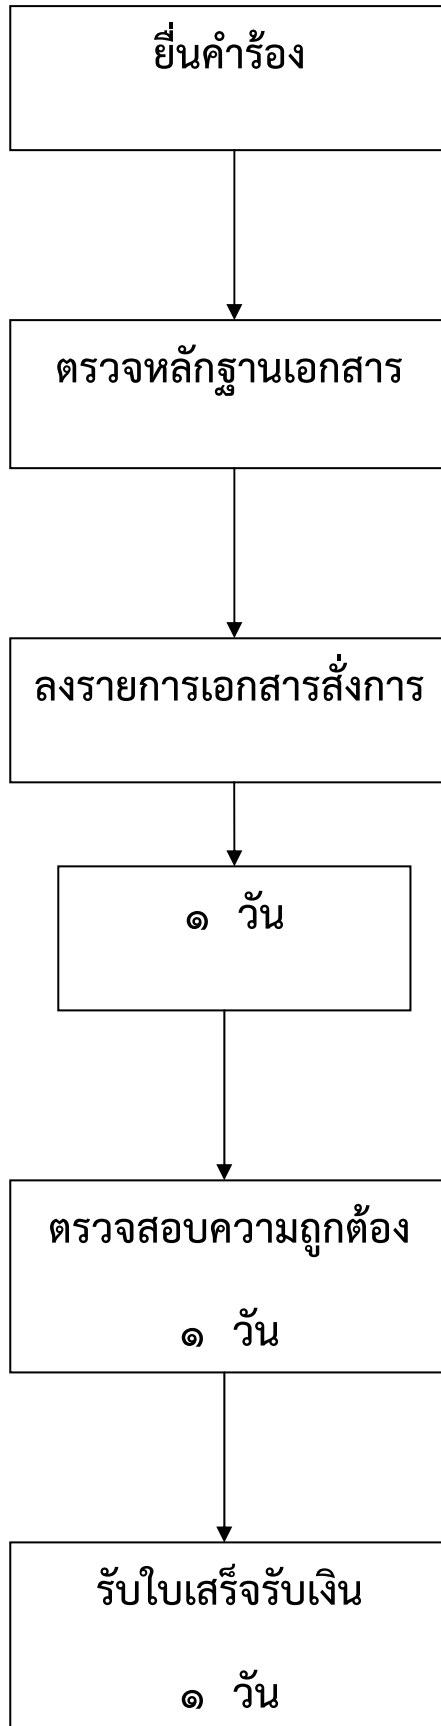 ยื่นคำร้อง
ตรวจหลักฐานเอกสาร
ลงรายการเอกสารสั่งการ
๑ วัน
ตรวจสอบความถูกต้อง
๑ วัน
รับใบเสร็จรับเงิน
๑ วัน